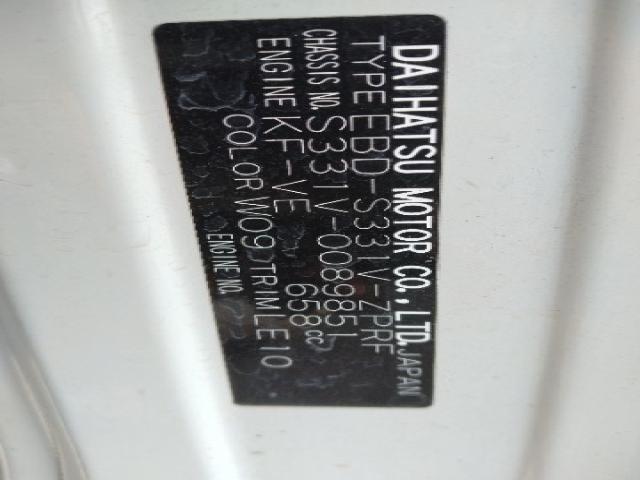 DAIHATSU MOTOR CO., LTD. JAPAN
TYPE EBD-S331V-ZPRF
CHASSIS NO. S331V-0089851
ENGINE KF-VE 658cc
COLOR W09 TRIM LE10
ENGINE NO.